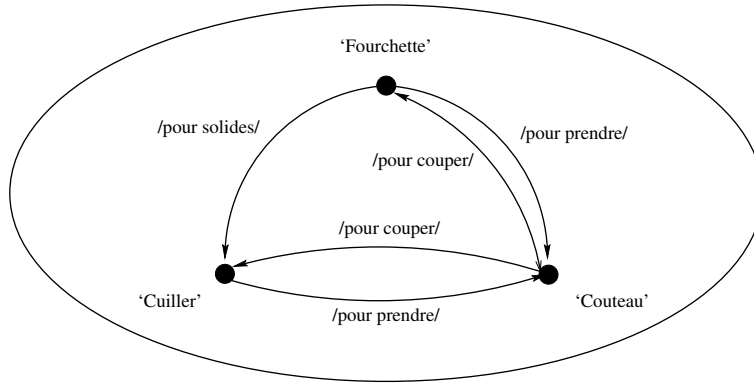 ‘Fourchette’
/pour solides/
/pour prendre/
/pour couper/
/pour couper/
‘Cuiller’
‘Couteau’
/pour prendre/